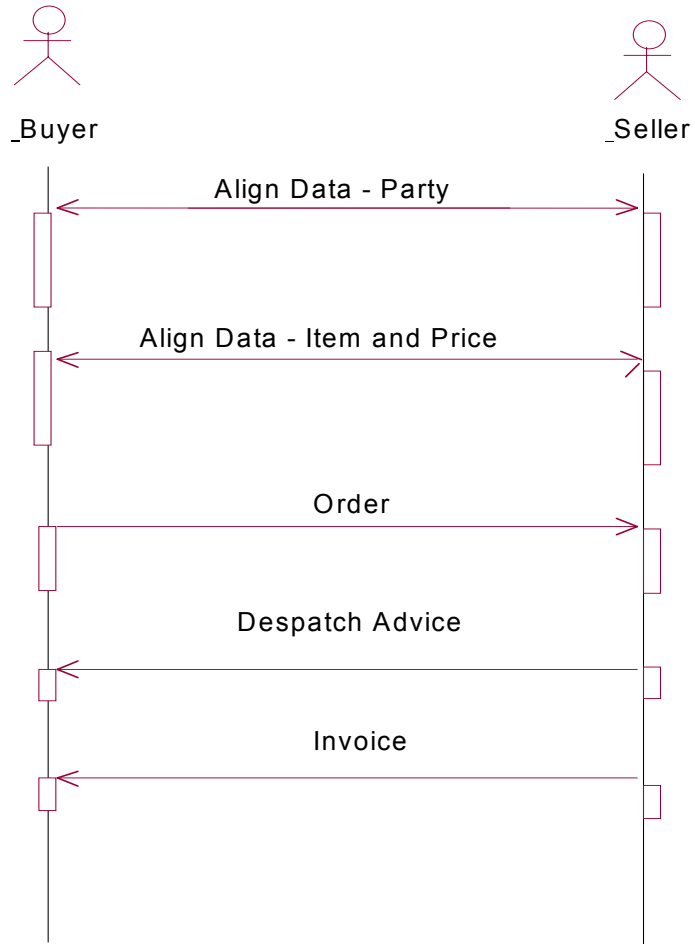 _Buyer
_Seller
Align Data - Party
Align Data - Item and Price
Order
Despatch Advice
Invoice